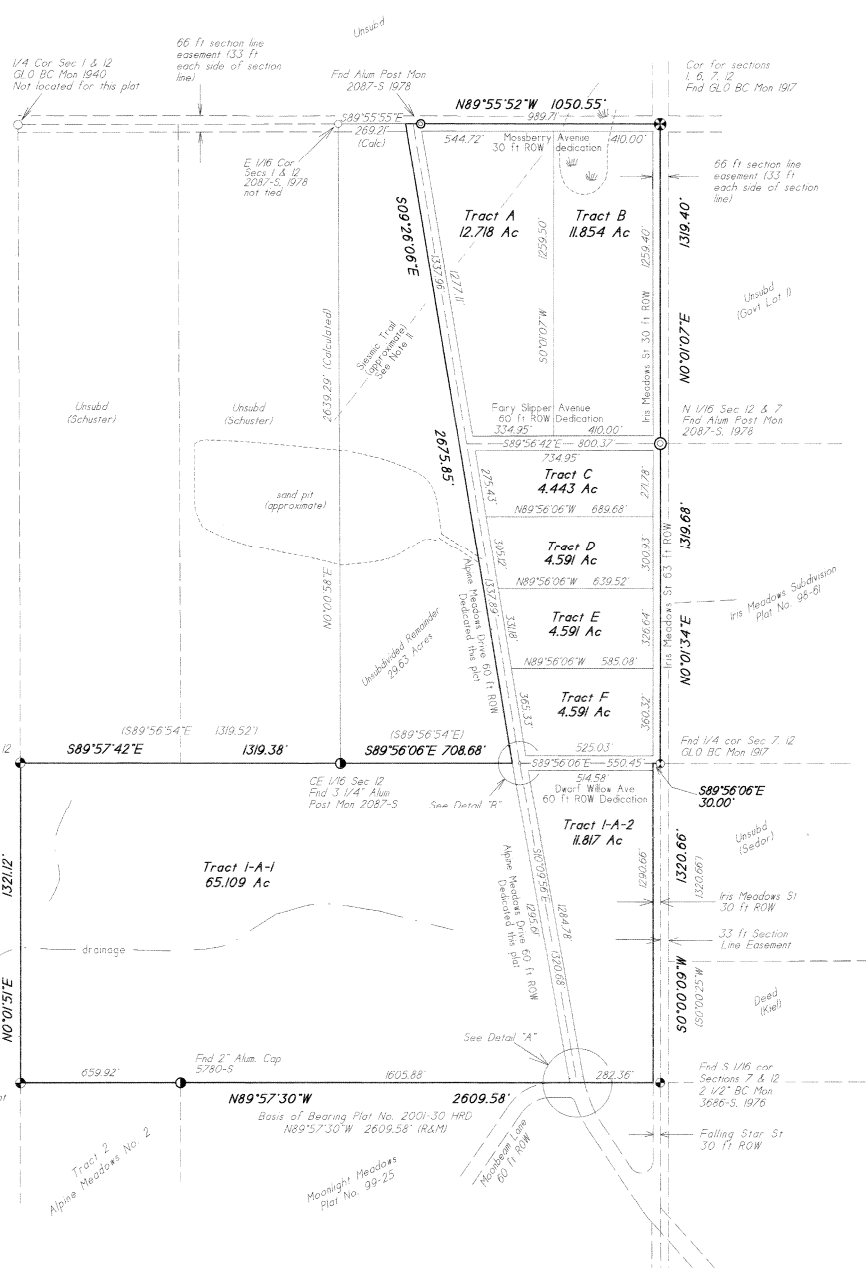 Unsubd
66 ft section line
easement (33 ft
each side of section
line)
1/4 Cor Sec 1 & 12
GLO BC Mon 1940
Not located for this plat
Fnd Alum Post Mon
2087-S 1978
Cor for sections
1, 6, 7, 12
Fnd GLO BC Mon 1917
N89°55'52"W 1050.55'
S89°55'55"E
989.71'
269.21'
(Calc)
544.72'
Mossberry Avenue
30 ft ROW dedication
410.00'
E 1/16 Cor
Secs 1 & 12
2087-S, 1978
not tied
66 ft section line
easement (33 ft
each side of section
line)
Tract A
12.718 Ac
Tract B
11.854 Ac
S09°26'06"E
1337.96'
1277.11'
1259.50'
S0°01'07"W
1259.40'
Iris Meadows St 30 ft ROW
1319.40'
N0°01'07"E
Unsubd
(Govt Lot 1)
2639.29' (Calculated)
Siesmic Trail
(approximate)
See Note 11
Unsubd
(Schuster)
Unsubd
(Schuster)
Fairy Slipper Avenue
60 ft ROW Dedication
334.95'
410.00'
S89°56'42"E 800.37'
734.95'
N 1/16 Sec 12 & 7
Fnd Alum Post Mon
2087-S, 1978
2675.85'
sand pit
(approximate)
Tract C
4.443 Ac
275.43'
271.78'
N89°56'06"W 689.68'
Tract D
4.591 Ac
305.12'
300.93'
N89°56'06"W 639.52'
1319.68'
Iris Meadows St 63 ft ROW
Iris Meadows Subdivision
Plat No. 98-61
N0°00'58"E
Alpine Meadows Drive 60 ft ROW
Dedicated this plat
1337.89'
Tract E
4.591 Ac
331.18'
326.64'
N0°01'34"E
Unsubdivided Remainder
29.63 Acres
N89°56'06"W 585.08'
Tract F
4.591 Ac
365.33'
360.32'
12
(S89°56'54"E 1319.52')
S89°57'42"E 1319.38'
(S89°56'54"E)
S89°56'06"E 708.68'
525.03'
S89°56'06"E 550.45'
514.58'
Dwarf Willow Ave
60 ft ROW Dedication
Fnd 1/4 cor Sec 7, 12
GLO BC Mon 1917
CE 1/16 Sec 12
Fnd 3 1/4" Alum
Post Mon 2087-S
See Detail "B"
S89°56'06"E
30.00'
Tract 1-A-2
11.817 Ac
Unsubd
(Sedor)
Tract 1-A-1
65.109 Ac
1321.12'
N0°01'51"E
Alpine Meadows Drive 60 ft ROW
Dedicated this plat
S10°09'56"E
1295.61'
1284.78'
1320.68'
1290.66'
1320.66'
(1320.66')
Iris Meadows St
30 ft ROW
33 ft Section
Line Easement
drainage
S0°00'09"W
(S0°00'25"W)
Deed
(Kiel)
See Detail "A"
659.92'
Fnd 2" Alum. Cap
5780-S
1605.88'
282.36'
Fnd S 1/16 cor
Sections 7 & 12
2 1/2" BC Mon
3686-S, 1976
N89°57'30"W 2609.58'
Basis of Bearing Plat No. 2001-30 HRD
N89°57'30"W 2609.58' (R&M)
Tract 2
Alpine Meadows No. 2
Moonlight Meadows
Plat No. 99-25
Moonbeam Lane
60 ft ROW
Falling Star St
30 ft ROW